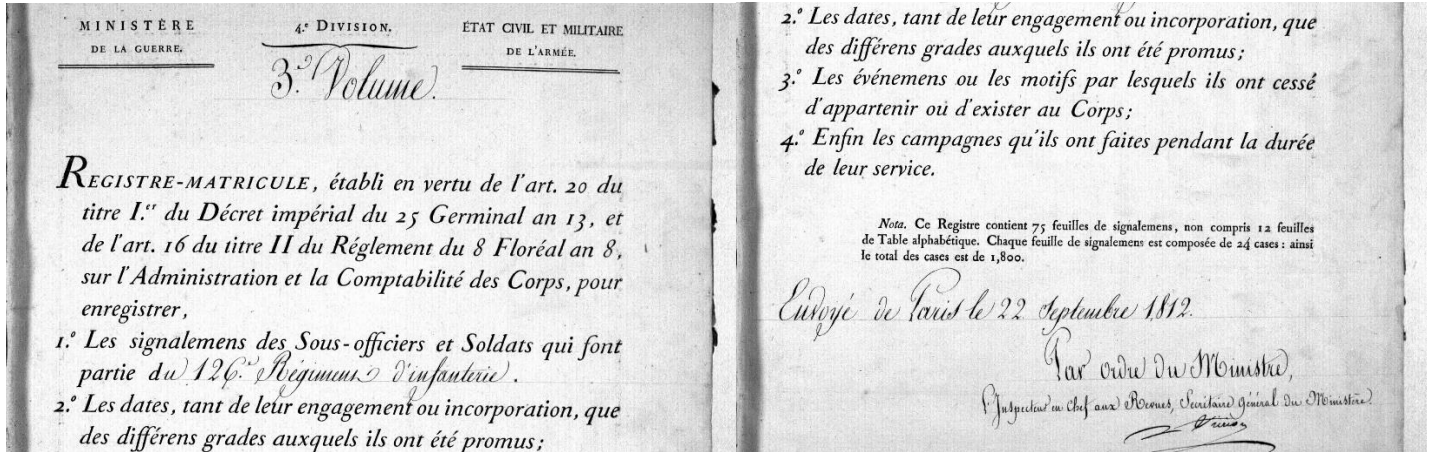 MINISTÈRE
DE LA GUERRE.
4.e DIVISION.
3.e Volume.
ÉTAT CIVIL ET MILITAIRE
DE L'ARMÉE.
REGISTRE-MATRICULE, établi en vertu de l'art. 20 du
titre I.er du Décret impérial du 25 Germinal an 13, et
de l'art. 16 du titre II du Réglement du 8 Floréal an 8,
sur l'Administration et la Comptabilité des Corps, pour
enregistrer,
1.º Les signalemens des Sous-officiers et Soldats qui font
partie du 126.e Régiment d'infanterie.
2.º Les dates, tant de leur engagement ou incorporation, que
des différens grades auxquels ils ont été promus;
2.º Les dates, tant de leur engagement ou incorporation, que
des différens grades auxquels ils ont été promus;
3.º Les événemens ou les motifs par lesquels ils ont cessé
d'appartenir ou d'exister au Corps;
4.º Enfin les campagnes qu'ils ont faites pendant la durée
de leur service.
Nota. Ce Registre contient 75 feuilles de signalemens, non compris 12 feuilles
de Table alphabétique. Chaque feuille de signalemens est composée de 24 cases: ainsi
le total des cases est de 1,800.
Envoyé de Paris le 22 Septembre 1812.
Par ordre du Ministre,
l'Inspecteur en Chef aux Revues, Secrétaire Général du Ministère.